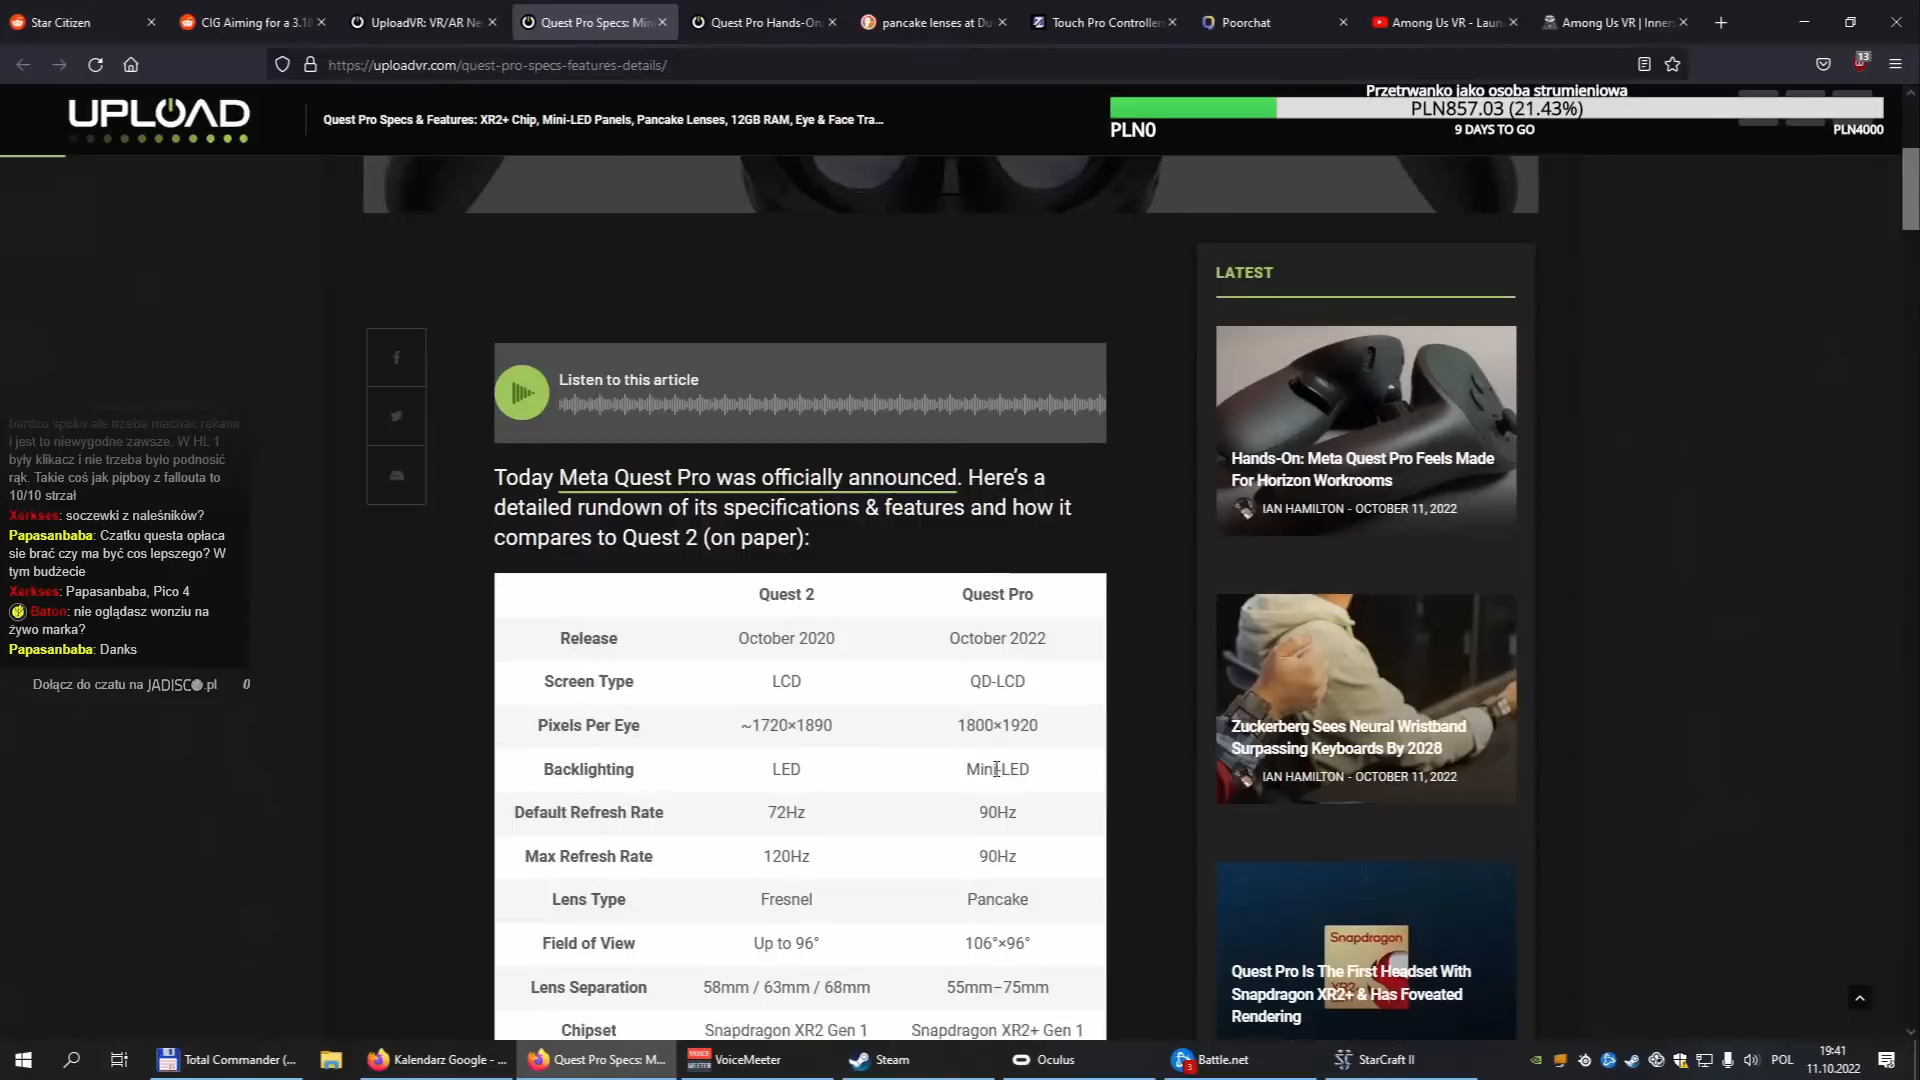 Star Citizen
CIG Aiming for a 3.18
UploadVR: VR/AR Ne
Quest Pro Specs: Mini
Quest Pro Hands-On:
pancake lenses at Du
Touch Pro Controller
Poorchat
Among Us VR - Laun
Among Us VR | Inner
https://uploadvr.com/quest-pro-specs-features-details/
13
UPLOAD
Quest Pro Specs & Features: XR2+ Chip, Mini-LED Panels, Pancake Lenses, 12GB RAM, Eye & Face Tra...
Przetrwanko jako osoba strumieniowa
PLN857.03 (21.43%)
PLN0
9 DAYS TO GO
PLN4000
bardzo spoko ale trzeba machac rękami
i jest to niewygodne zawsze. W HL 1
były klikacz i nie trzeba było podnosić
rąk. Takie coś jak pipboy z fallouta to
10/10 strzał
Xerkses: soczewki z naleśników?
Papasanbaba: Czatku questa opłaca
sie brać czy ma być cos lepszego? W
tym budżecie
Xerkses: Papasanbaba, Pico 4
Baton: nie oglądasz wonziu na
żywo marka?
Papasanbaba: Danks
Dołącz do czatu na JADISCO.pl 0
Listen to this article
Today Meta Quest Pro was officially announced. Here’s a
detailed rundown of its specifications & features and how it
compares to Quest 2 (on paper):
Quest 2 Quest Pro
Release October 2020 October 2022
Screen Type LCD QD-LCD
Pixels Per Eye ~1720×1890 1800×1920
Backlighting LED Mini-LED
Default Refresh Rate 72Hz 90Hz
Max Refresh Rate 120Hz 90Hz
Lens Type Fresnel Pancake
Field of View Up to 96° 106°×96°
Lens Separation 58mm / 63mm / 68mm 55mm–75mm
Chipset Snapdragon XR2 Gen 1 Snapdragon XR2+ Gen 1
LATEST
Hands-On: Meta Quest Pro Feels Made
For Horizon Workrooms
IAN HAMILTON - OCTOBER 11, 2022
Zuckerberg Sees Neural Wristband
Surpassing Keyboards By 2028
IAN HAMILTON - OCTOBER 11, 2022
Snapdragon
Quest Pro Is The First Headset With
Snapdragon XR2+ & Has Foveated
Rendering
Total Commander (...
Kalendarz Google - ...
Quest Pro Specs: M...
VOICE
MEETER
VoiceMeeter
Steam
Oculus
3
Battle.net
StarCraft II
POL
19:41
11.10.2022